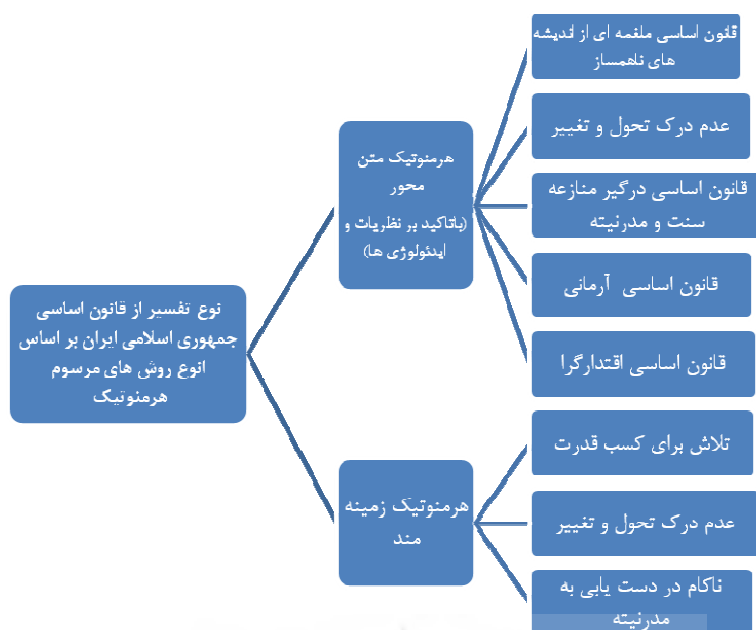 نوع تفسیر از قانون اساسی
جمهوری اسلامی ایران بر اساس
انوع روش های مرسوم
هرمنوتیک
هرمنوتیک متن
محور
(باتاکید بر نظریات و
ایدئولوژی ها)
قانون اساسی ملغمه ای از اندیشه
های ناهمساز
عدم درک تحول و تغییر
قانون اساسی درگیر منازعه
سنت و مدرنیته
قانون اساسی آرمانی
قانون اساسی اقتدارگرا
هرمنوتیک زمینه
مند
تلاش برای کسب قدرت
عدم درک تحول و تغییر
ناکام در دست یابی به
مدرنیته